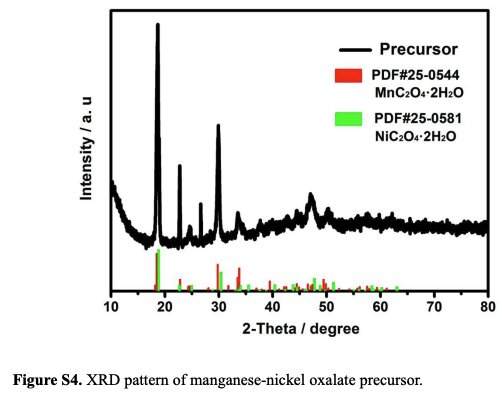 Precursor
PDF#25-0544
MnC₂O₄·2H₂O
PDF#25-0581
NiC₂O₄·2H₂O
Intensity / a. u
10 20 30 40 50 60 70 80
2-Theta / degree
Figure S4. XRD pattern of manganese-nickel oxalate precursor.